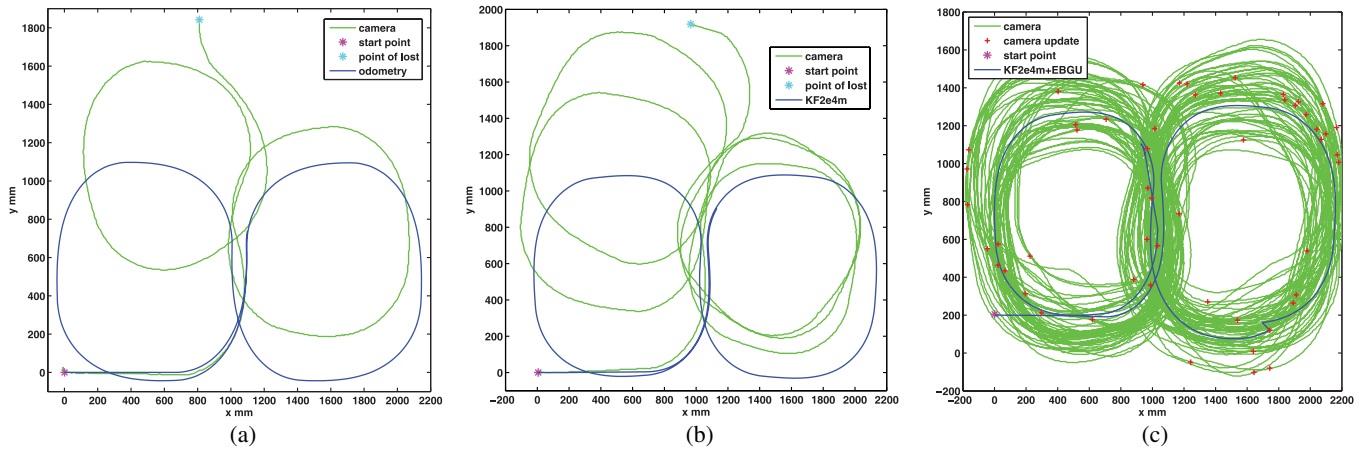 1800
1600
1400
1200
1000
800
600
400
200
0
y mm
0 200 400 600 800 1000 1200 1400 1600 1800 2000 2200
x mm
camera
start point
point of lost
odometry
(a)
2000
1800
1600
1400
1200
1000
800
600
400
200
0
y mm
−200 0 200 400 600 800 1000 1200 1400 1600 1800 2000 2200
x mm
camera
start point
point of lost
KF2e4m
(b)
1800
1600
1400
1200
1000
800
600
400
200
0
−200
y mm
−200 0 200 400 600 800 1000 1200 1400 1600 1800 2000 2200
x mm
camera
camera update
start point
KF2e4m+EBGU
(c)